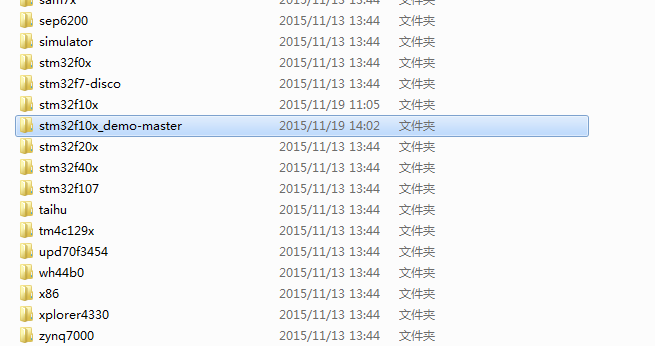 sam7x 2015/11/13 13:44 文件夹
sep6200 2015/11/13 13:44 文件夹
simulator 2015/11/13 13:44 文件夹
stm32f0x 2015/11/13 13:44 文件夹
stm32f7-disco 2015/11/13 13:44 文件夹
stm32f10x 2015/11/19 11:05 文件夹
stm32f10x_demo-master 2015/11/19 14:02 文件夹
stm32f20x 2015/11/13 13:44 文件夹
stm32f40x 2015/11/13 13:44 文件夹
stm32f107 2015/11/13 13:44 文件夹
taihu 2015/11/13 13:44 文件夹
tm4c129x 2015/11/13 13:44 文件夹
upd70f3454 2015/11/13 13:44 文件夹
wh44b0 2015/11/13 13:44 文件夹
x86 2015/11/13 13:44 文件夹
xplorer4330 2015/11/13 13:44 文件夹
zynq7000 2015/11/13 13:44 文件夹